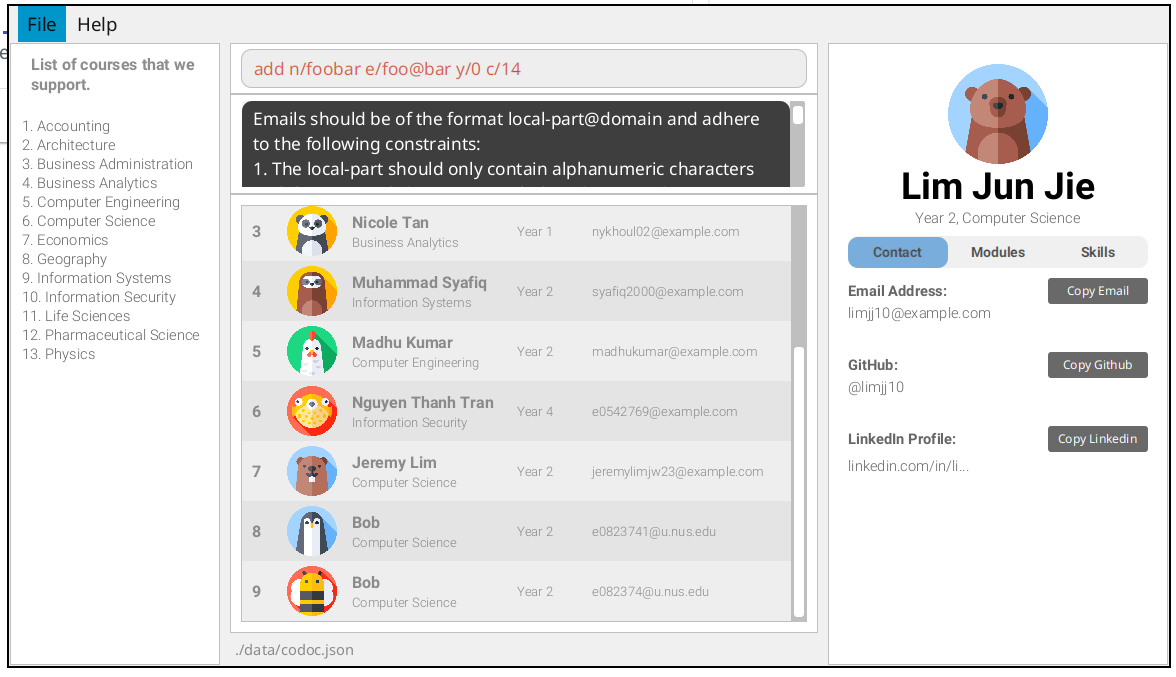 File Help
List of courses that we
support.
1. Accounting
2. Architecture
3. Business Administration
4. Business Analytics
5. Computer Engineering
6. Computer Science
7. Economics
8. Geography
9. Information Systems
10. Information Security
11. Life Sciences
12. Pharmaceutical Science
13. Physics
add n/foobar e/foo@bar y/0 c/14
Emails should be of the format local-part@domain and adhere
to the following constraints:
1. The local-part should only contain alphanumeric characters
3 Nicole Tan Year 1 nykhoul02@example.com
Business Analytics
4 Muhammad Syafiq Year 2 syafiq2000@example.com
Information Systems
5 Madhu Kumar Year 2 madhukumar@example.com
Computer Engineering
6 Nguyen Thanh Tran Year 4 e0542769@example.com
Information Security
7 Jeremy Lim Year 2 jeremylimjw23@example.com
Computer Science
8 Bob Year 2 e0823741@u.nus.edu
Computer Science
9 Bob Year 2 e082374@u.nus.edu
Computer Science
./data/codoc.json
Lim Jun Jie
Year 2, Computer Science
Contact Modules Skills
Email Address: Copy Email
limjj10@example.com
GitHub: Copy Github
@limjj10
LinkedIn Profile: Copy Linkedin
linkedin.com/in/li...